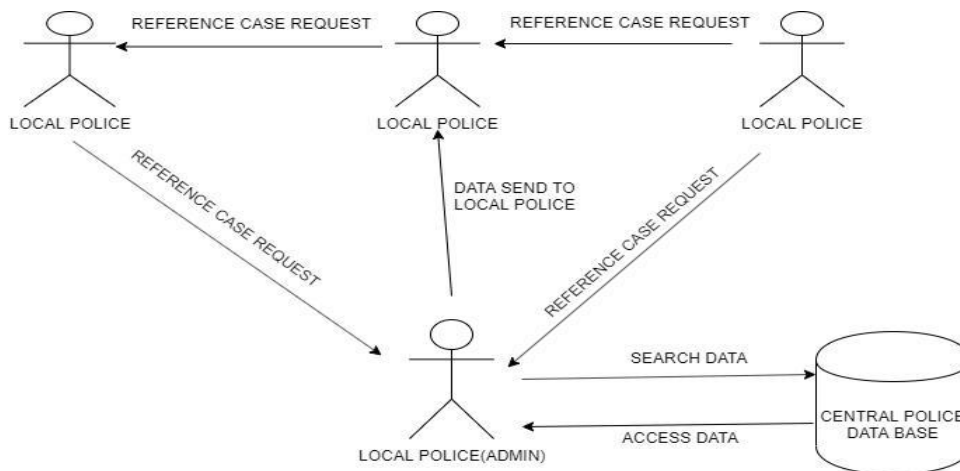 REFERENCE CASE REQUEST
REFERENCE CASE REQUEST
LOCAL POLICE
LOCAL POLICE
LOCAL POLICE
REFERENCE CASE REQUEST
DATA SEND TO
LOCAL POLICE
REFERENCE CASE REQUEST
SEARCH DATA
CENTRAL POLICE
DATA BASE
ACCESS DATA
LOCAL POLICE(ADMIN)